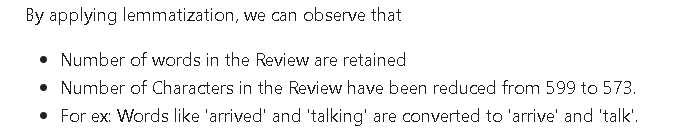 By applying lemmatization, we can observe that
• Number of words in the Review are retained
• Number of Characters in the Review have been reduced from 599 to 573.
• For ex: Words like 'arrived' and 'talking' are converted to 'arrive' and 'talk'.